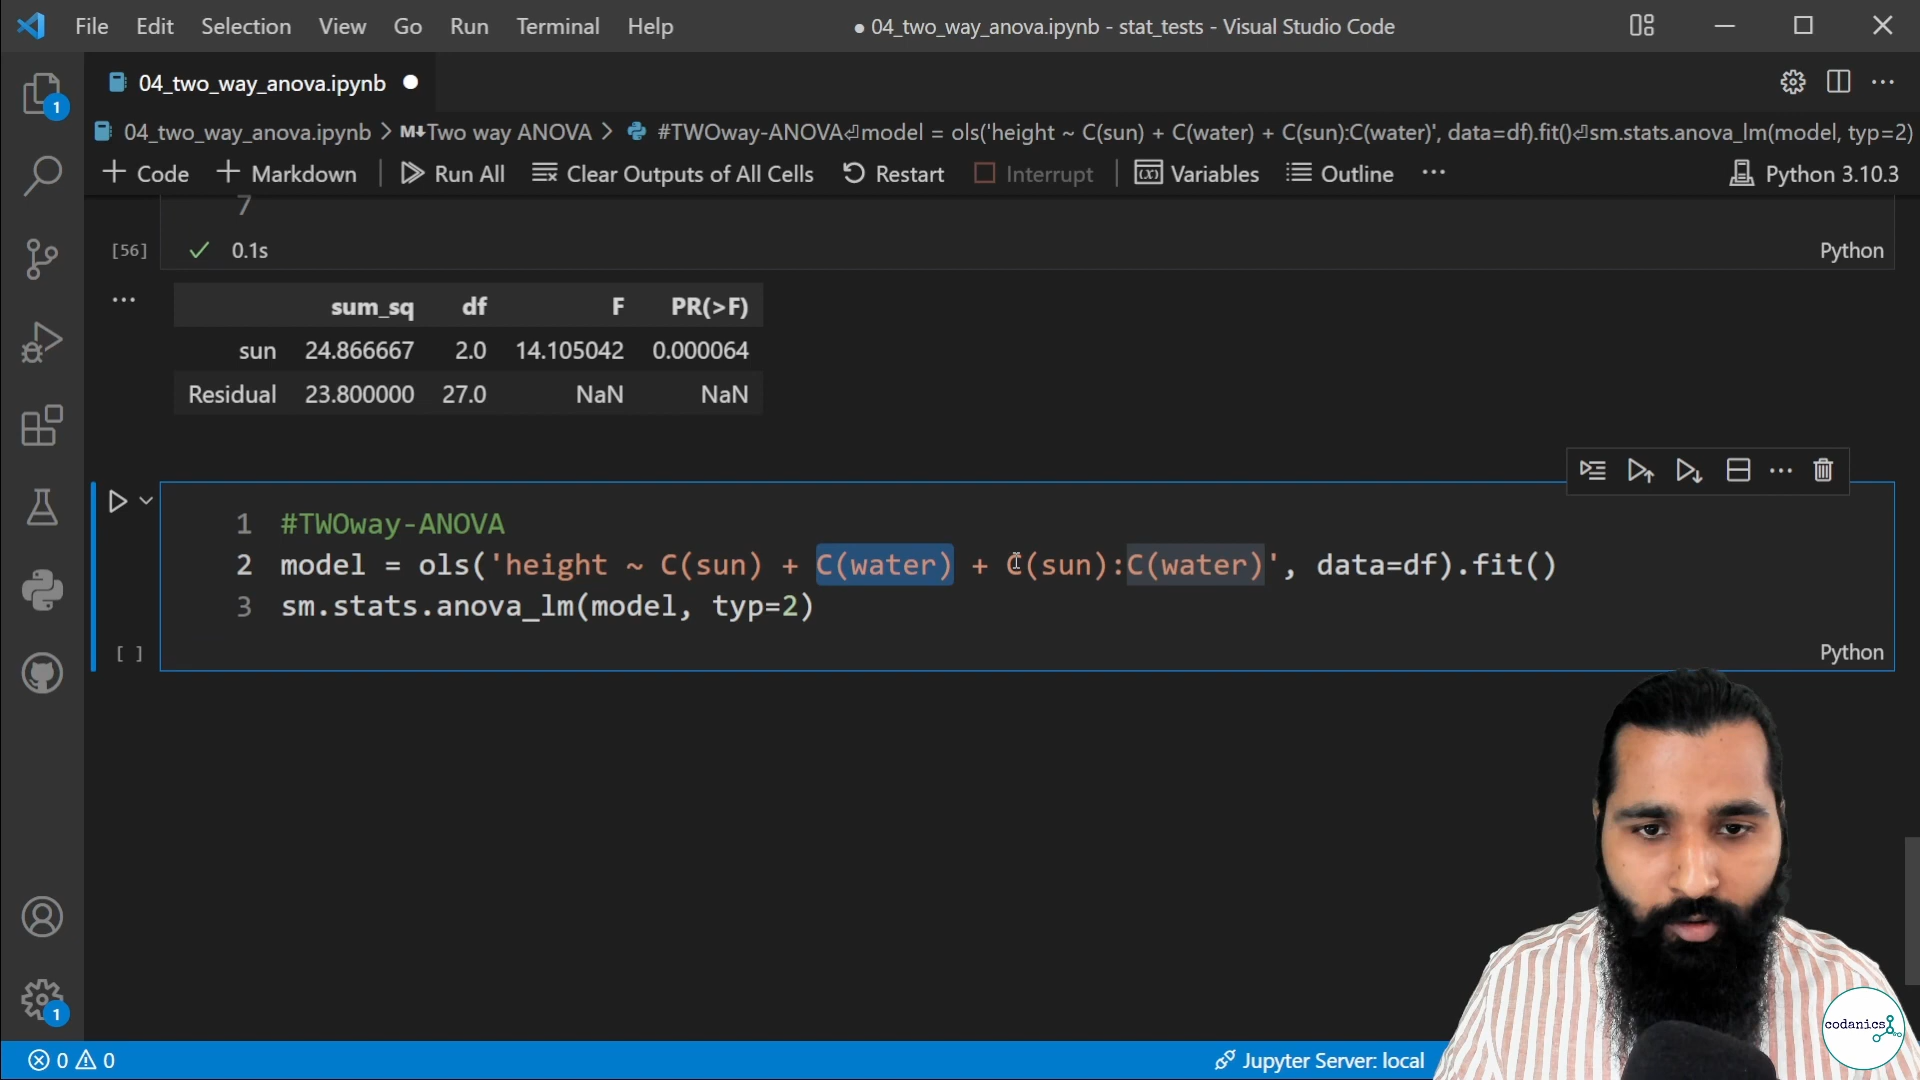 File Edit Selection View Go Run Terminal Help
● 04_two_way_anova.ipynb - stat_tests - Visual Studio Code
04_two_way_anova.ipynb ●
04_two_way_anova.ipynb > M↓Two way ANOVA > #TWOway-ANOVA⏎model = ols('height ~ C(sun) + C(water) + C(sun):C(water)', data=df).fit()⏎sm.stats.anova_lm(model, typ=2)
+ Code + Markdown | Run All Clear Outputs of All Cells Restart Interrupt | Variables Outline ··· Python 3.10.3
7
[56] ✓ 0.1s Python
sum_sq df F PR(>F)
sun 24.866667 2.0 14.105042 0.000064
Residual 23.800000 27.0 NaN NaN
1 #TWOway-ANOVA
2 model = ols('height ~ C(sun) + C(water) + C(sun):C(water)', data=df).fit()
3 sm.stats.anova_lm(model, typ=2)
[ ] Python
1
1
codanics
0 0 Jupyter Server: local